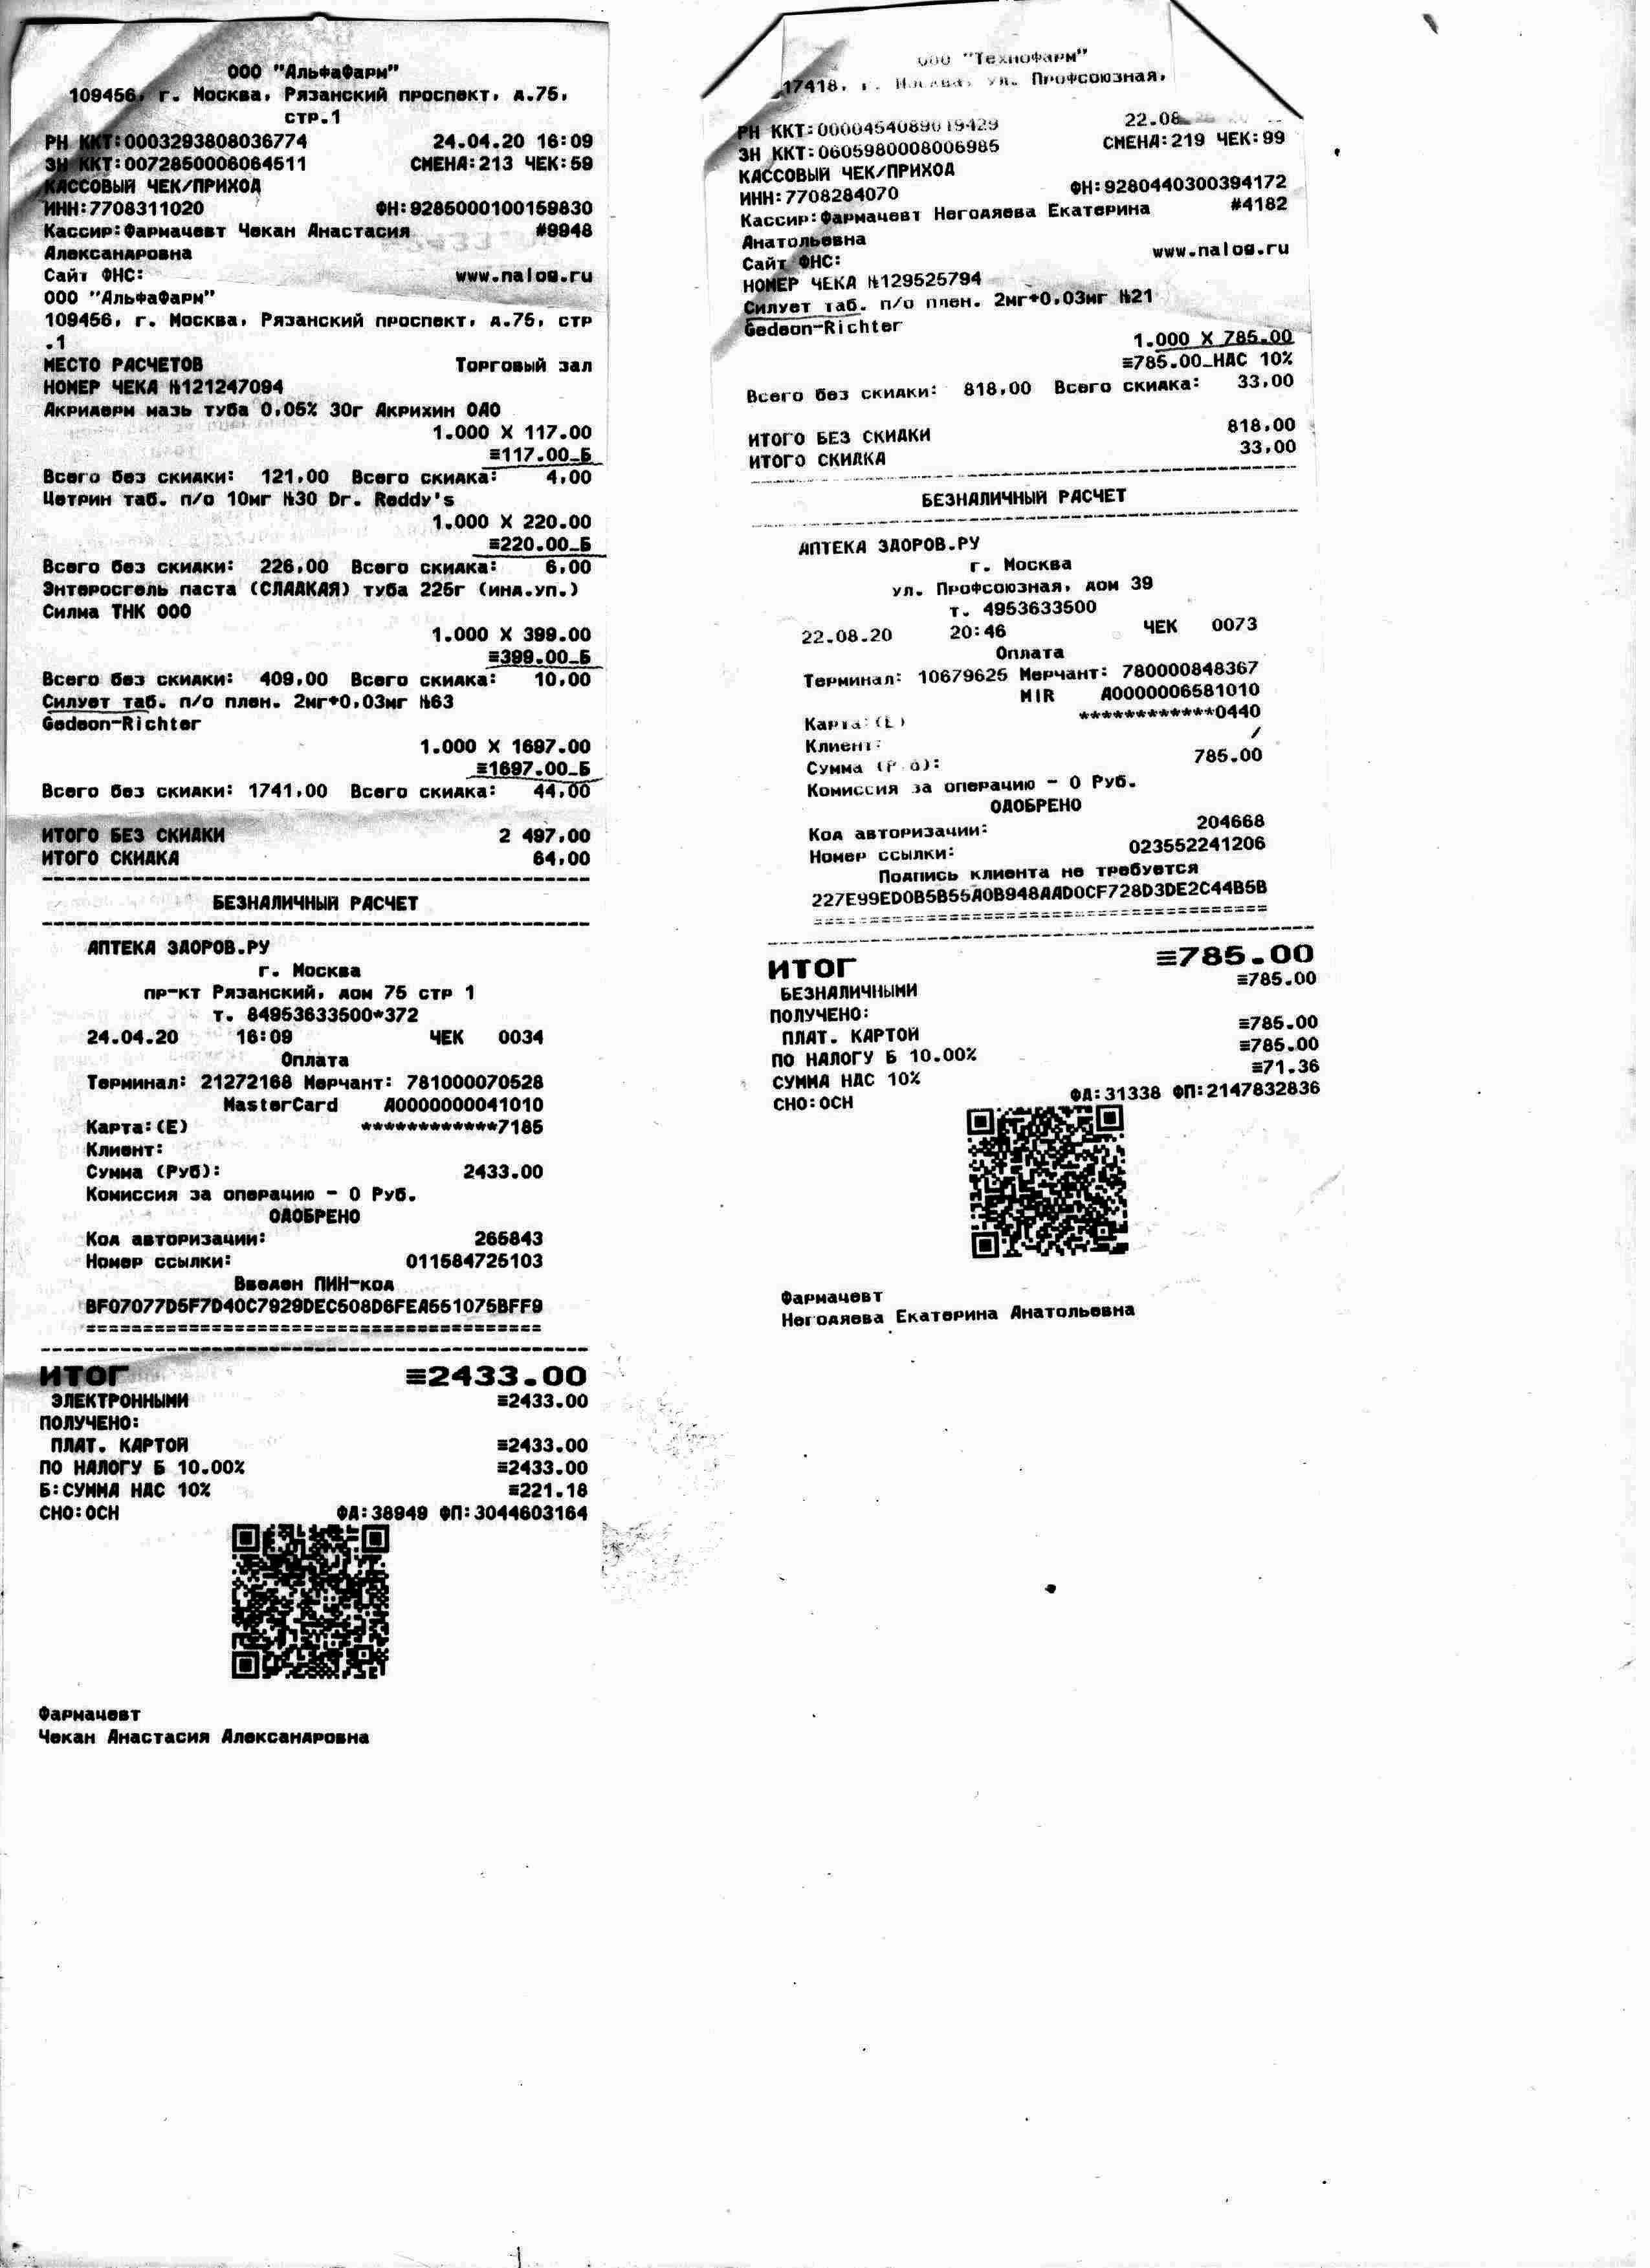 ООО "АльфаФарм"
109456, г. Москва, Рязанский проспект, д.75,
стр.1
РН ККТ:0003293808036774 24.04.20 16:09
ЗН ККТ:0072850006064511 СМЕНА:213 ЧЕК:59
КАССОВЫЙ ЧЕК/ПРИХОД
ИНН:7708311020 ФН:9285000100159830
Кассир:Фармацевт Чекан Анастасия #9948
Александровна
Сайт ФНС: www.nalog.ru
ООО "АльфаФарм"
109456, г. Москва, Рязанский проспект, д.75, стр
.1
МЕСТО РАСЧЕТОВ Торговый зал
НОМЕР ЧЕКА №121247094
Акридерм мазь туба 0,05% 30г Акрихин ОАО
1.000 X 117.00
≡117.00_Б
Всего без скидки: 121,00 Всего скидка: 4,00
Цетрин таб. п/о 10мг №30 Dr. Reddy's
1.000 X 220.00
≡220.00_Б
Всего без скидки: 226,00 Всего скидка: 6,00
Энтеросгель паста (СЛАДКАЯ) туба 225г (инд.уп.)
Силма ТНК ООО
1.000 X 399.00
≡399.00_Б
Всего без скидки: 409,00 Всего скидка: 10,00
Силует таб. п/о плен. 2мг+0,03мг №63
Gedeon-Richter
1.000 X 1697.00
≡1697.00_Б
Всего без скидки: 1741,00 Всего скидка: 44,00
ИТОГО БЕЗ СКИДКИ 2 497,00
ИТОГО СКИДКА 64,00
БЕЗНАЛИЧНЫЙ РАСЧЕТ
АПТЕКА ЗДОРОВ.РУ
г. Москва
пр-кт Рязанский, дом 75 стр 1
т. 84953633500*372
24.04.20 16:09 ЧЕК 0034
Оплата
Терминал: 21272168 Мерчант: 781000070528
MasterCard A0000000041010
Карта:(E) ************7185
Клиент:
Сумма (Руб): 2433.00
Комиссия за операцию - 0 Руб.
ОДОБРЕНО
Код авторизации: 265843
Номер ссылки: 011584725103
Введен ПИН-код
BF07077D5F7D40C7929DEC508D6FEA551075BFF9
========================================
ИТОГ ≡2433.00
ЭЛЕКТРОННЫМИ ≡2433.00
ПОЛУЧЕНО:
ПЛАТ. КАРТОЙ ≡2433.00
ПО НАЛОГУ Б 10.00% ≡2433.00
Б:СУММА НДС 10% ≡221.18
СНО:ОСН ФД:38949 ФП:3044603164
Фармацевт
Чекан Анастасия Александровна
ООО "ТехноФарм"
17418, г. Москва, ул. Профсоюзная,
РН ККТ:0000454089019429 22.08
ЗН ККТ:0605980008006985 СМЕНА:219 ЧЕК:99
КАССОВЫЙ ЧЕК/ПРИХОД
ИНН:7708284070 ФН:9280440300394172
Кассир:Фармацевт Негодяева Екатерина #4182
Анатольевна
Сайт ФНС: www.nalog.ru
НОМЕР ЧЕКА №129525794
Силует таб. п/о плен. 2мг+0,03мг №21
Gedeon-Richter
1.000 X 785.00
≡785.00_НДС 10%
Всего без скидки: 818,00 Всего скидка: 33,00
ИТОГО БЕЗ СКИДКИ 818,00
ИТОГО СКИДКА 33,00
БЕЗНАЛИЧНЫЙ РАСЧЕТ
АПТЕКА ЗДОРОВ.РУ
г. Москва
ул. Профсоюзная, дом 39
т. 4953633500
22.08.20 20:46 ЧЕК 0073
Оплата
Терминал: 10679625 Мерчант: 780000848367
MIR A0000006581010
Карта:(E) ************0440
Клиент: /
Сумма (Руб): 785.00
Комиссия за операцию - 0 Руб.
ОДОБРЕНО
Код авторизации: 204668
Номер ссылки: 023552241206
Подпись клиента не требуется
227E99ED0B5B55A0B948AAD0CF728D3DE2C44B5B
========================================
ИТОГ ≡785.00
БЕЗНАЛИЧНЫМИ ≡785.00
ПОЛУЧЕНО:
ПЛАТ. КАРТОЙ ≡785.00
ПО НАЛОГУ Б 10.00% ≡785.00
СУММА НДС 10% ≡71.36
СНО:ОСН ФД:31338 ФП:2147832836
Фармацевт
Негодяева Екатерина Анатольевна